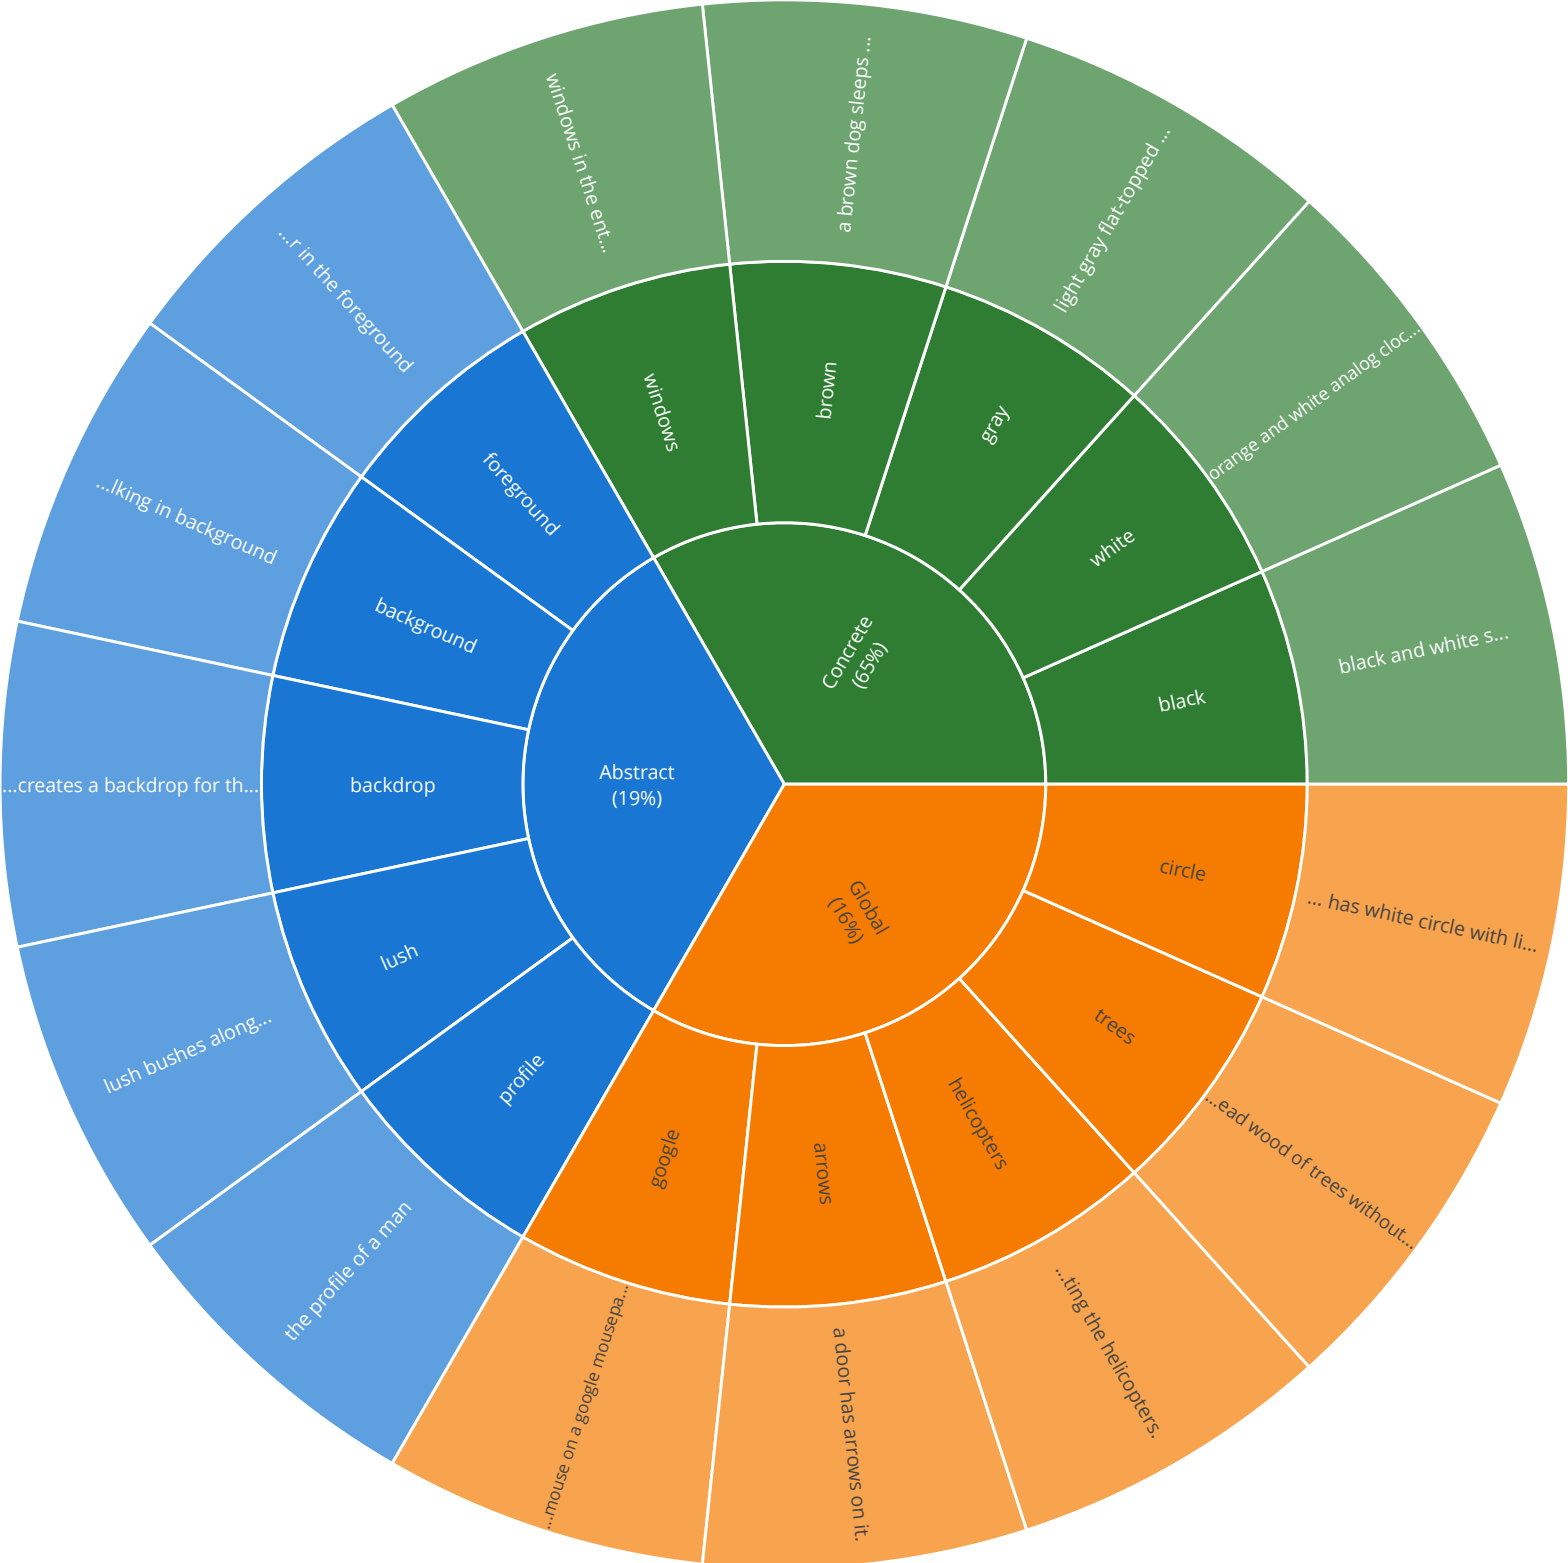 Concrete
(65%)
windows
brown
gray
white
black
windows in the ent...
a brown dog sleeps ...
light gray flat-topped ...
orange and white analog cloc...
black and white s...
Abstract
(19%)
foreground
background
backdrop
lush
profile
...r in the foreground
...lking in background
...creates a backdrop for th...
lush bushes along...
the profile of a man
Global
(16%)
circle
trees
helicopters
arrows
google
... has white circle with li...
...ead wood of trees without...
...ting the helicopters.
a door has arrows on it.
...mouse on a google mousepa...